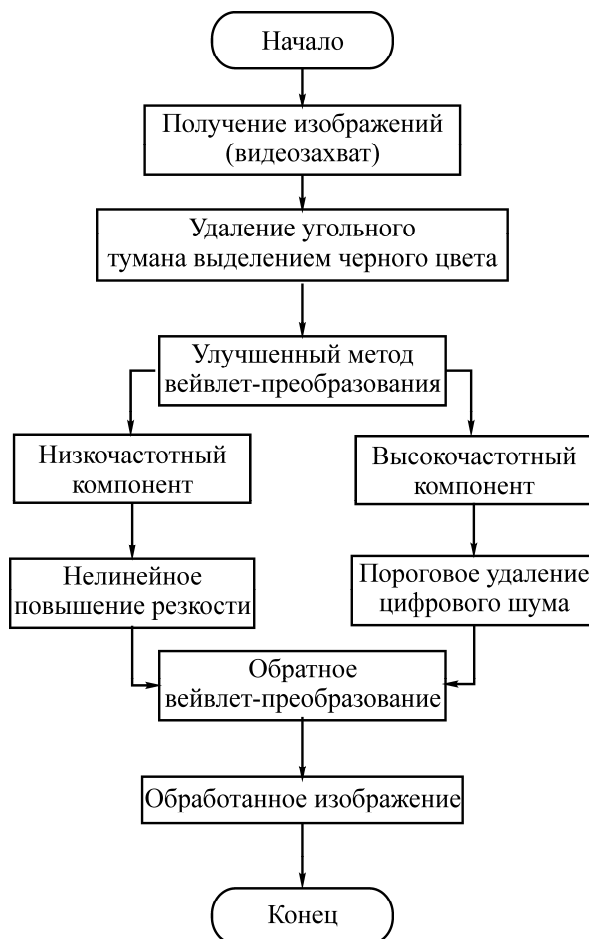 Начало
Получение изображений
(видеозахват)
Удаление угольного
тумана выделением черного цвета
Улучшенный метод
вейвлет-преобразования
Низкочастотный
компонент
Высокочастотный
компонент
Нелинейное
повышение резкости
Пороговое удаление
цифрового шума
Обратное
вейвлет-преобразование
Обработанное изображение
Конец